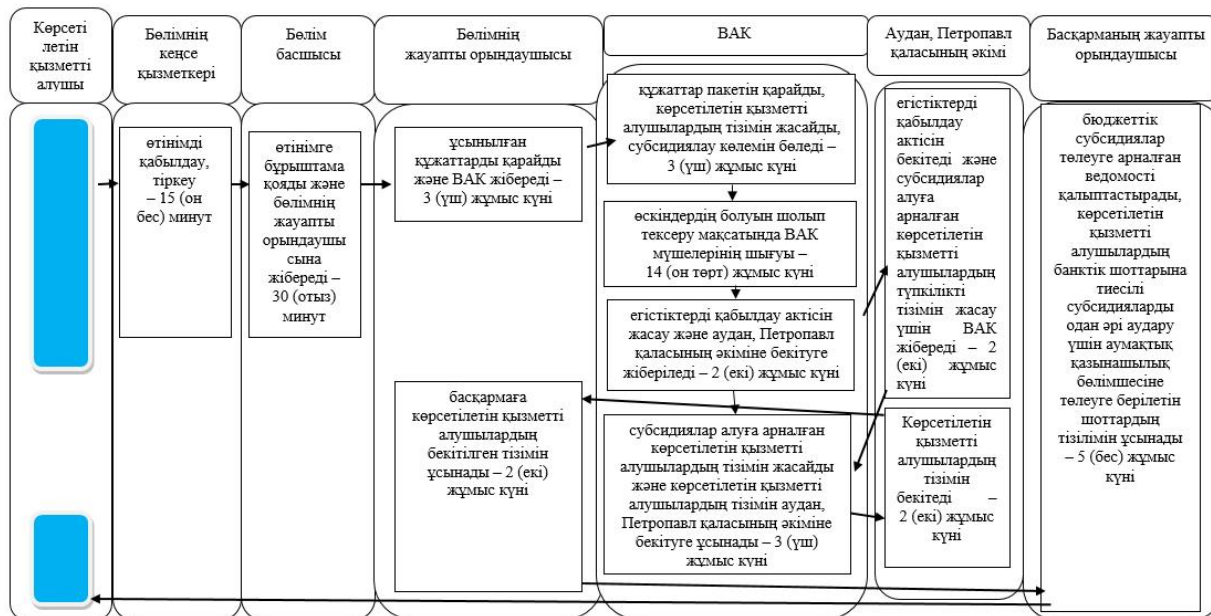 Көрсеті
летін
қызметті
алушы
Бөлімнің
кеңсе
қызметкері
Бөлім
басшысы
Бөлімнің
жауапты орындаушысы
ВАК
Аудан, Петропавл
қаласының әкімі
Басқарманың жауапты
орындаушысы
өтінімді
қабылдау,
тіркеу
– 15 (он
бес) минут
өтінімге
бұрыштама
қояды және
бөлімнің
жауапты
орындаушы
сына
жібереді –
30 (отыз)
минут
ұсынылған
құжаттарды қарайды
және ВАК жібереді –
3 (үш) жұмыс күні
басқармаға
көрсетілетін қызметті
алушылардың
бекітілген тізімін
ұсынады – 2 (екі)
жұмыс күні
құжаттар пакетін қарайды,
көрсетілетін қызметті
алушылардың тізімін жасайды,
субсидиялау көлемін бөледі –
3 (үш) жұмыс күні
өскіндердің болуын шолып
тексеру мақсатында ВАК
мүшелерінің шығуы –
14 (он төрт) жұмыс күні
егістіктерді қабылдау актісін
жасау және аудан, Петропавл
қаласының әкіміне бекітуге
жіберіледі – 2 (екі) жұмыс күні
субсидиялар алуға арналған
көрсетілетін қызметті
алушылардың тізімін жасайды
және көрсетілетін қызметті
алушылардың тізімін аудан,
Петропавл қаласының әкіміне
бекітуге ұсынады – 3 (үш)
жұмыс күні
егістіктерді
қабылдау
актісін
бекітеді және
субсидиялар
алуға
арналған
көрсетілетін
қызметті
алушылардың
түпкілікті
тізімін жасау
үшін ВАК
жібереді – 2
(екі) жұмыс
күні
Көрсетілетін
қызметті
алушылардың
тізімін
бекітеді –
2 (екі) жұмыс
күні
бюджеттік
субсидиялар
төлеуге арналған
ведомості
қалыптастырады,
көрсетілетін
қызметті
алушылардың
банктік шоттарына
тиесілі
субсидияларды
одан әрі аудару
үшін аумақтық
қазынашылық
бөлімшесіне
төлеуге берілетін
шоттардың
тізілімін ұсынады
– 5 (бес) жұмыс
күні